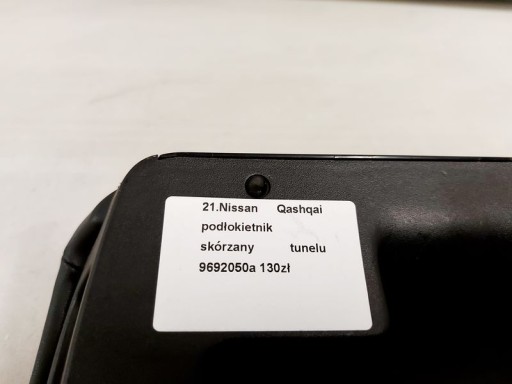 21.Nissan Qashqai
podłokietnik
skórzany tunelu
9692050a 130zł